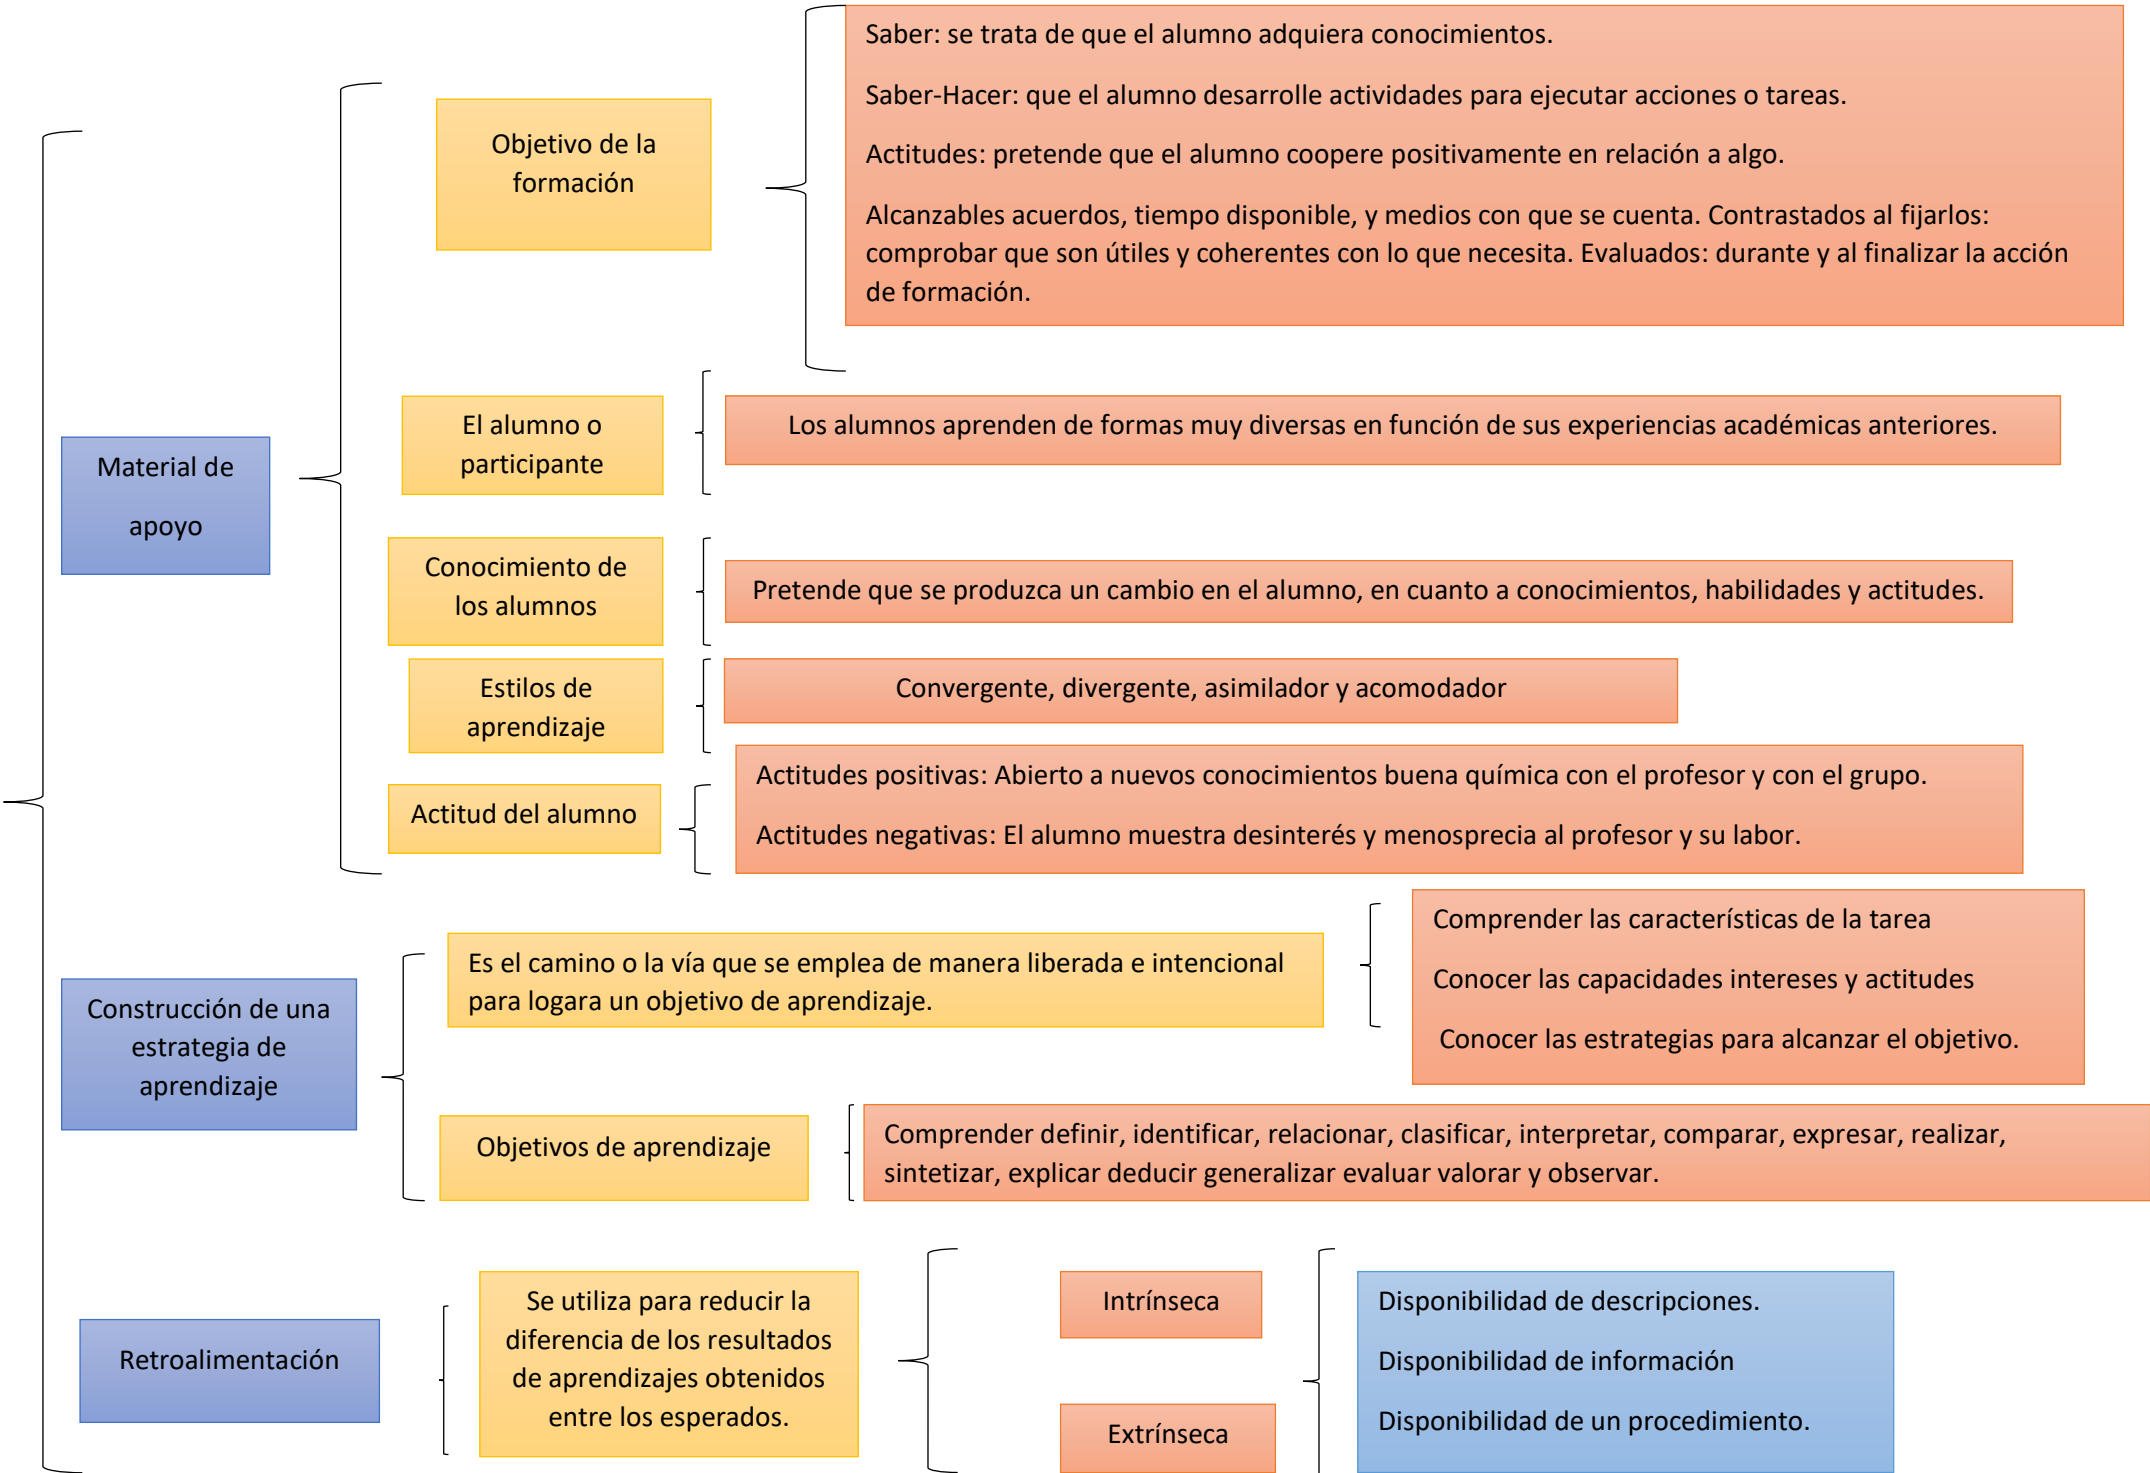 Material de
apoyo
Objetivo de la
formación
Saber: se trata de que el alumno adquiera conocimientos.
Saber-Hacer: que el alumno desarrolle actividades para ejecutar acciones o tareas.
Actitudes: pretende que el alumno coopere positivamente en relación a algo.
Alcanzables acuerdos, tiempo disponible, y medios con que se cuenta. Contrastados al fijarlos:
comprobar que son útiles y coherentes con lo que necesita. Evaluados: durante y al finalizar la acción
de formación.
El alumno o
participante
Los alumnos aprenden de formas muy diversas en función de sus experiencias académicas anteriores.
Conocimiento de
los alumnos
Pretende que se produzca un cambio en el alumno, en cuanto a conocimientos, habilidades y actitudes.
Estilos de
aprendizaje
Convergente, divergente, asimilador y acomodador
Actitud del alumno
Actitudes positivas: Abierto a nuevos conocimientos buena química con el profesor y con el grupo.
Actitudes negativas: El alumno muestra desinterés y menosprecia al profesor y su labor.
Construcción de una
estrategia de
aprendizaje
Es el camino o la vía que se emplea de manera liberada e intencional
para logara un objetivo de aprendizaje.
Comprender las características de la tarea
Conocer las capacidades intereses y actitudes
Conocer las estrategias para alcanzar el objetivo.
Objetivos de aprendizaje
Comprender definir, identificar, relacionar, clasificar, interpretar, comparar, expresar, realizar,
sintetizar, explicar deducir generalizar evaluar valorar y observar.
Retroalimentación
Se utiliza para reducir la
diferencia de los resultados
de aprendizajes obtenidos
entre los esperados.
Intrínseca
Extrínseca
Disponibilidad de descripciones.
Disponibilidad de información
Disponibilidad de un procedimiento.